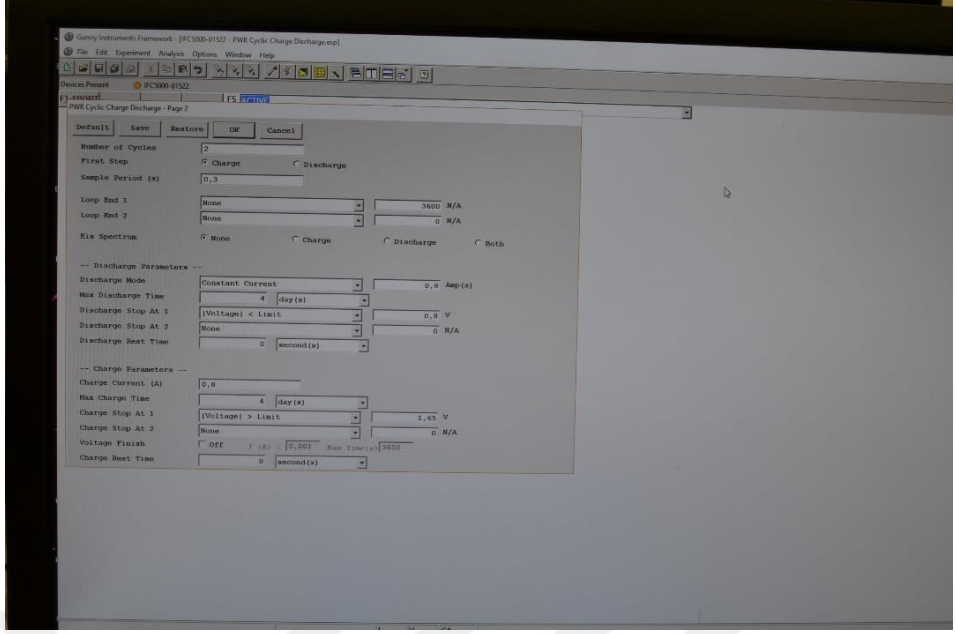 Gamry Instruments Framework - [IFC5000-01522 - PWR Cyclic Charge Discharge.exp]
File Edit Experiment Analysis Options Window Help
Devices Present IFC5000-01522
F1-ABORT F5 ACTIVE
PWR Cyclic Charge Discharge - Page 2
Default Save Restore OK Cancel
Number of Cycles 2
First Step Charge Discharge
Sample Period (s) 0,3
Loop End 1 None 3600 N/A
Loop End 2 None 0 N/A
Eis Spectrum None Charge Discharge Both
-- Discharge Parameters --
Discharge Mode Constant Current 0,8 Amp(s)
Max Discharge Time 4 day(s)
Discharge Stop At 1 |Voltage| < Limit 0,8 V
Discharge Stop At 2 None 0 N/A
Discharge Rest Time 0 second(s)
-- Charge Parameters --
Charge Current (A) 0,8
Max Charge Time 4 day(s)
Charge Stop At 1 |Voltage| > Limit 1,65 V
Charge Stop At 2 None 0 N/A
Voltage Finish Off I (A) < 0,001 Max Time(s) 3600
Charge Rest Time 0 second(s)